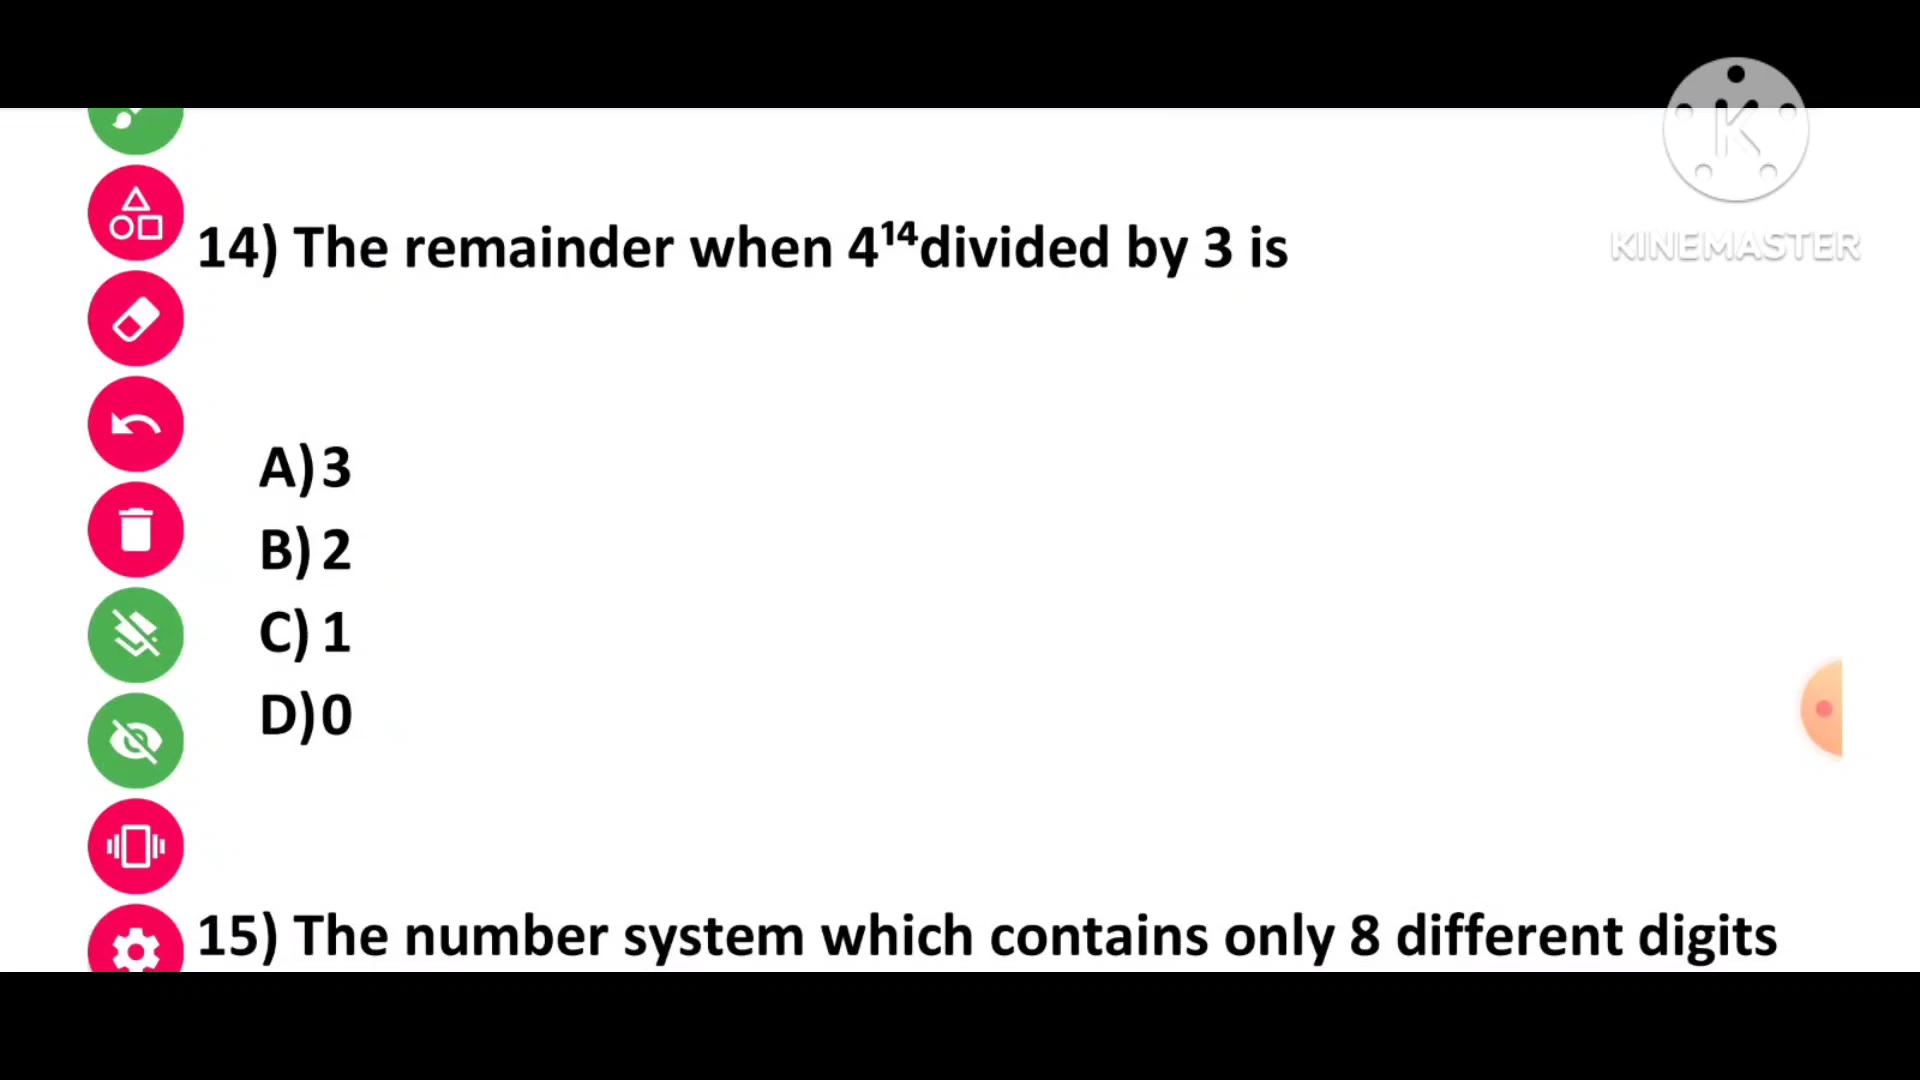 K
KINEMASTER
14) The remainder when 4¹⁴divided by 3 is
A)3
B)2
C)1
D)0
15) The number system which contains only 8 different digits